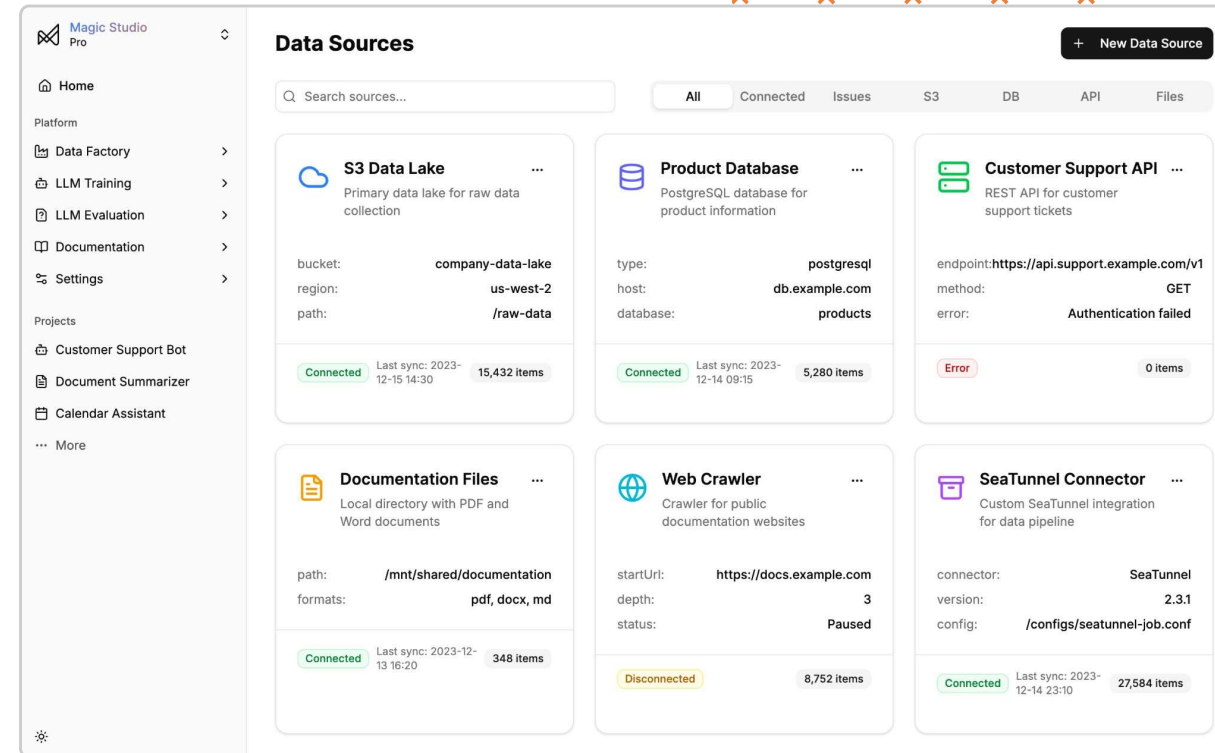 Magic Studio
Pro
Home
Platform
Data Factory
LLM Training
LLM Evaluation
Documentation
Settings
Projects
Customer Support Bot
Document Summarizer
Calendar Assistant
More
Data Sources
+ New Data Source
Search sources...
All Connected Issues S3 DB API Files
S3 Data Lake ...
Primary data lake for raw data
collection
bucket: company-data-lake
region: us-west-2
path: /raw-data
Connected Last sync: 2023-
12-15 14:30 15,432 items
Product Database ...
PostgreSQL database for
product information
type: postgresql
host: db.example.com
database: products
Connected Last sync: 2023-
12-14 09:15 5,280 items
Customer Support API ...
REST API for customer
support tickets
endpoint:https://api.support.example.com/v1
method: GET
error: Authentication failed
Error 0 items
Documentation Files ...
Local directory with PDF and
Word documents
path: /mnt/shared/documentation
formats: pdf, docx, md
Connected Last sync: 2023-12-
13 16:20 348 items
Web Crawler ...
Crawler for public
documentation websites
startUrl: https://docs.example.com
depth: 3
status: Paused
Disconnected 8,752 items
SeaTunnel Connector ...
Custom SeaTunnel integration
for data pipeline
connector: SeaTunnel
version: 2.3.1
config: /configs/seatunnel-job.conf
Connected Last sync: 2023-
12-14 23:10 27,584 items